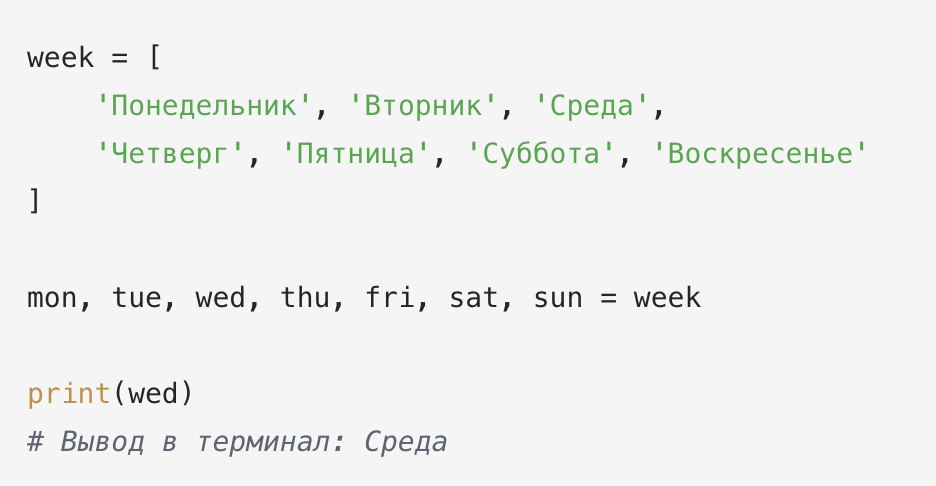 week = [
    'Понедельник', 'Вторник', 'Среда',
    'Четверг', 'Пятница', 'Суббота', 'Воскресенье'
]
mon, tue, wed, thu, fri, sat, sun = week
print(wed)
# Вывод в терминал: Среда